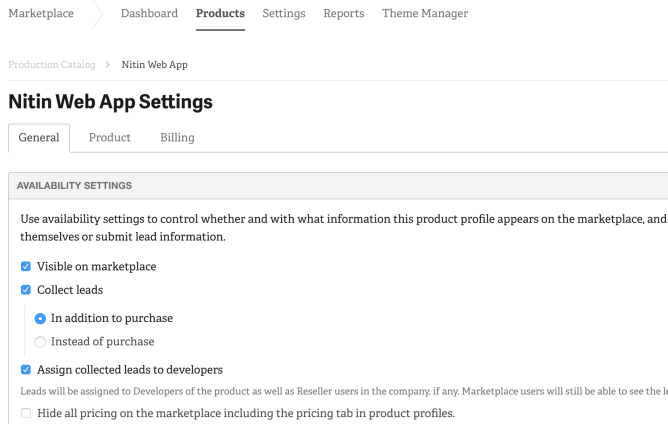 Marketplace Dashboard Products Settings Reports Theme Manager
Production Catalog > Nitin Web App
Nitin Web App Settings
General Product Billing
AVAILABILITY SETTINGS
Use availability settings to control whether and with what information this product profile appears on the marketplace, and
themselves or submit lead information.
Visible on marketplace
Collect leads
In addition to purchase
Instead of purchase
Assign collected leads to developers
Leads will be assigned to Developers of the product as well as Reseller users in the company, if any. Marketplace users will still be able to see the
Hide all pricing on the marketplace including the pricing tab in product profiles.